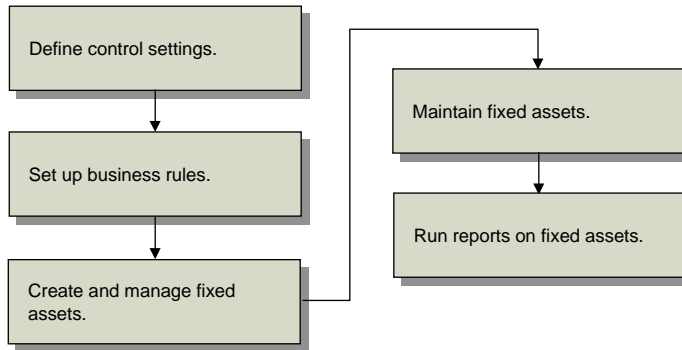 Define control settings.
Set up business rules.
Create and manage fixed
assets.
Maintain fixed assets.
Run reports on fixed assets.